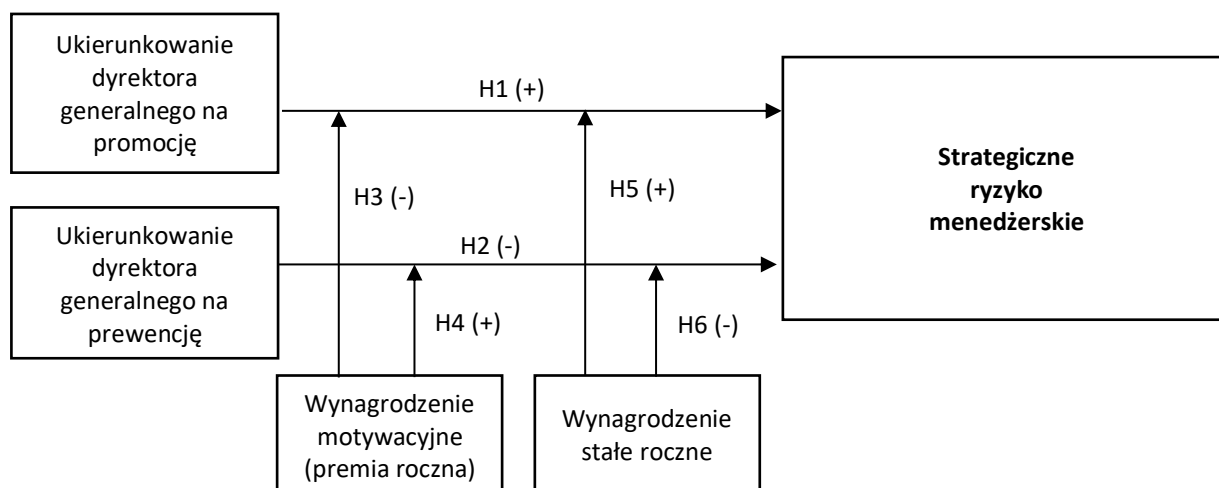 Ukierunkowanie
dyrektora
generalnego na
promocję
H1 (+)
Strategiczne
ryzyko
menedżerskie
H3 (-)
H5 (+)
Ukierunkowanie
dyrektora
generalnego na
prewencję
H2 (-)
H4 (+)
H6 (-)
Wynagrodzenie
motywacyjne
(premia roczna)
Wynagrodzenie
stałe roczne